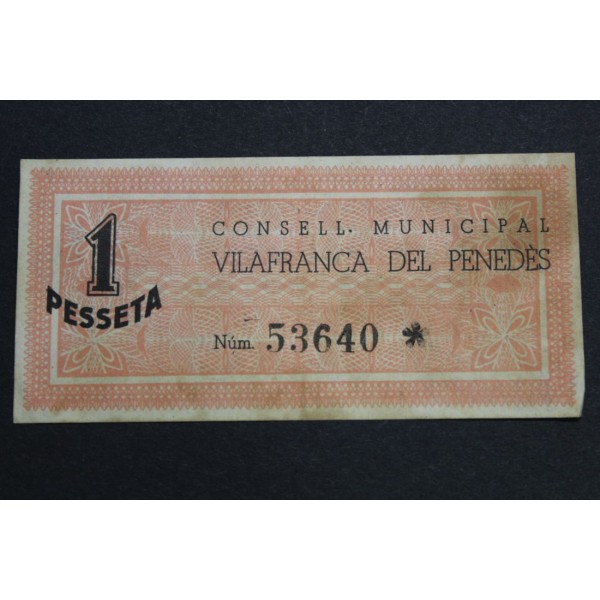 1
PESSETA
CONSELL. MUNICIPAL
VILAFRANCA DEL PENEDÈS
Núm. 53640 *